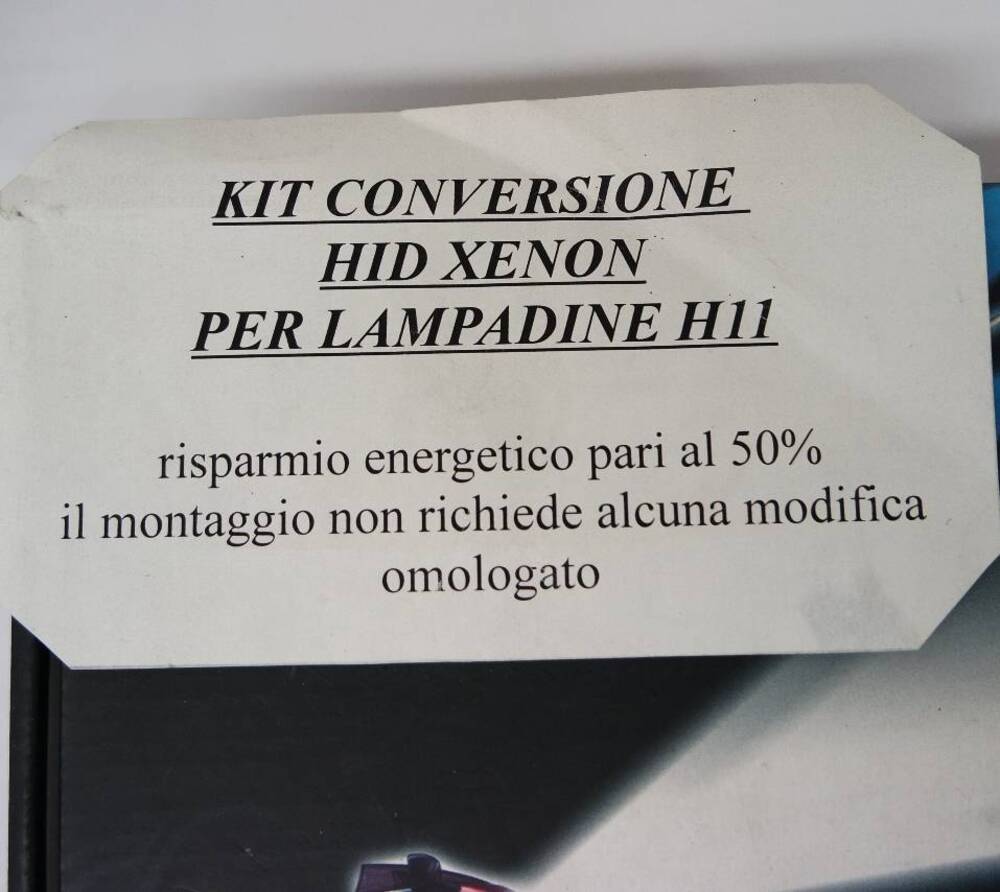 KIT CONVERSIONE
HID XENON
PER LAMPADINE H11
risparmio energetico pari al 50%
il montaggio non richiede alcuna modifica
omologato